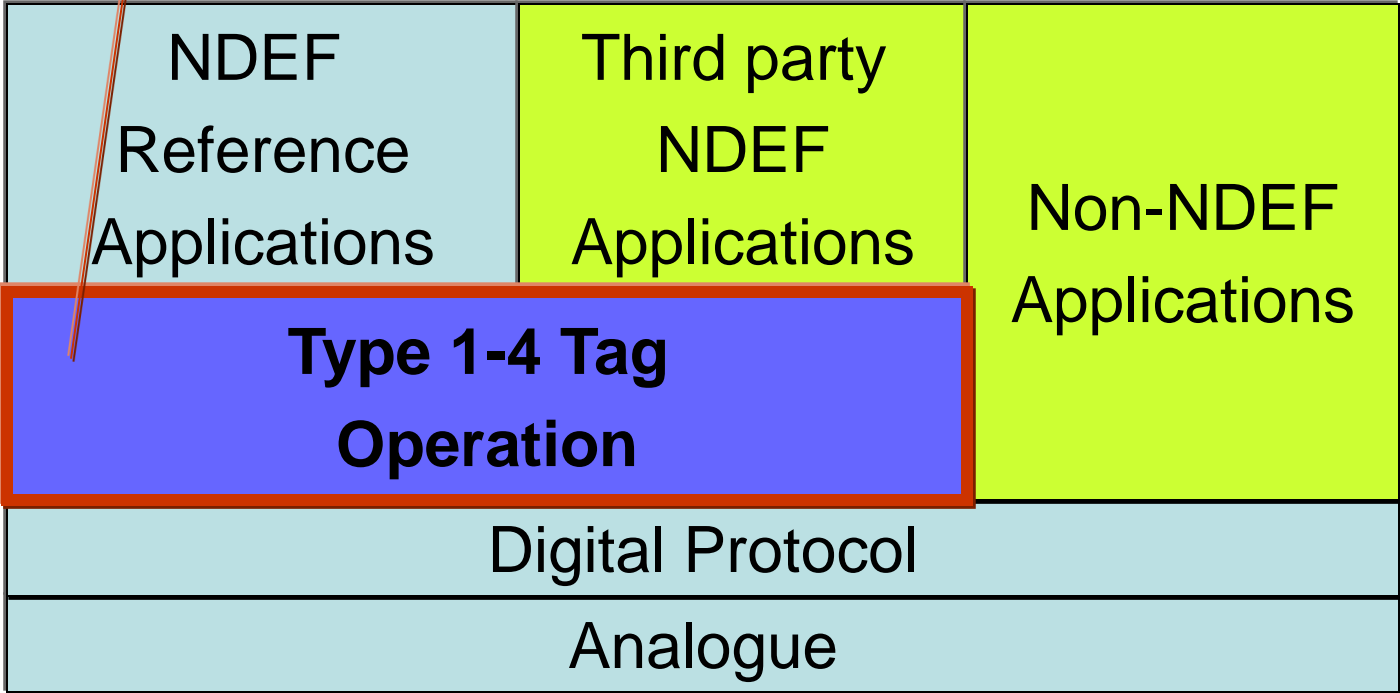 NDEF
Reference
Applications
Third party
NDEF
Applications
Non-NDEF
Applications
Type 1-4 Tag
Operation
Digital Protocol
Analogue